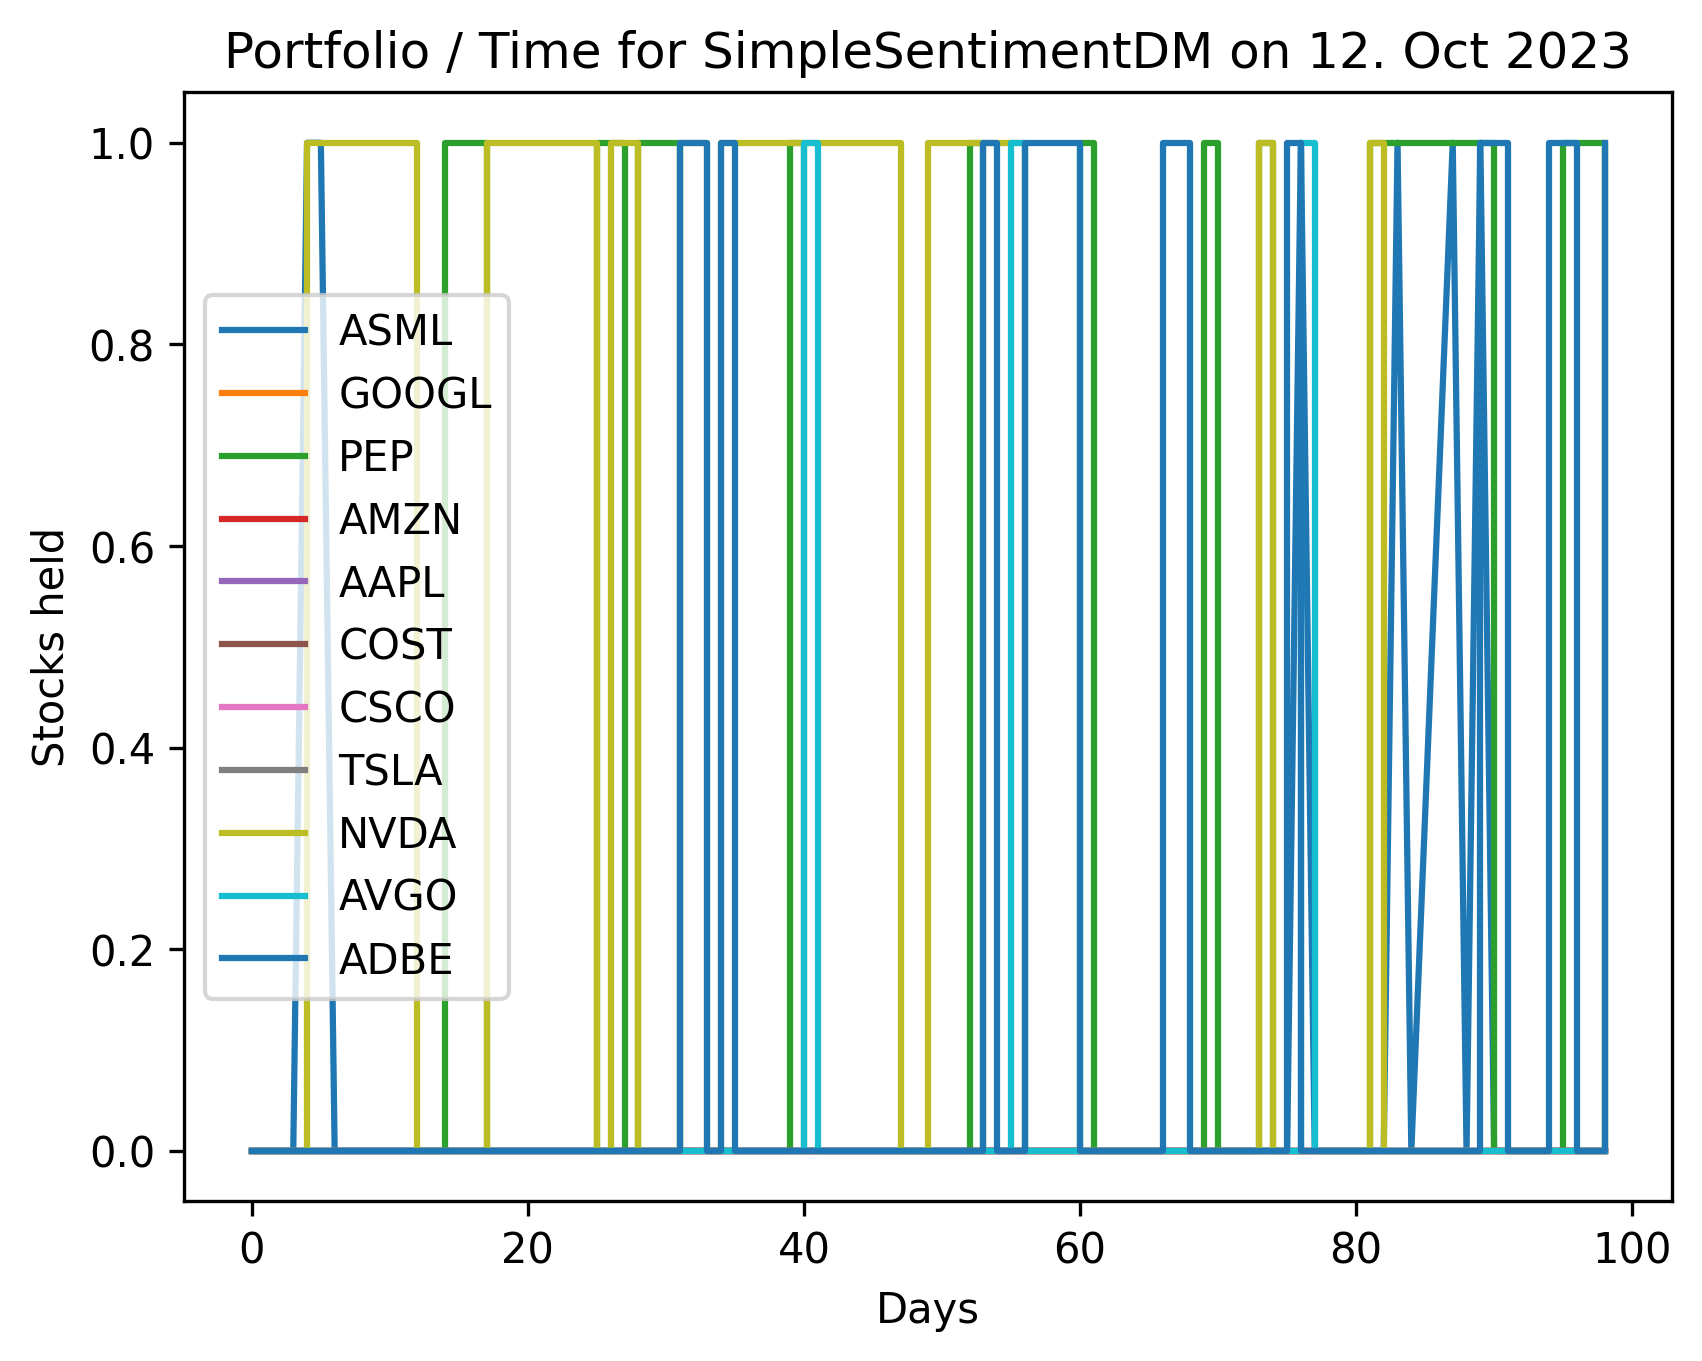 Portfolio / Time for SimpleSentimentDM on 12. Oct 2023
1.0
0.8
0.6
0.4
0.2
0.0
Stocks held
ASML
GOOGL
PEP
AMZN
AAPL
COST
CSCO
TSLA
NVDA
AVGO
ADBE
0 20 40 60 80 100
Days